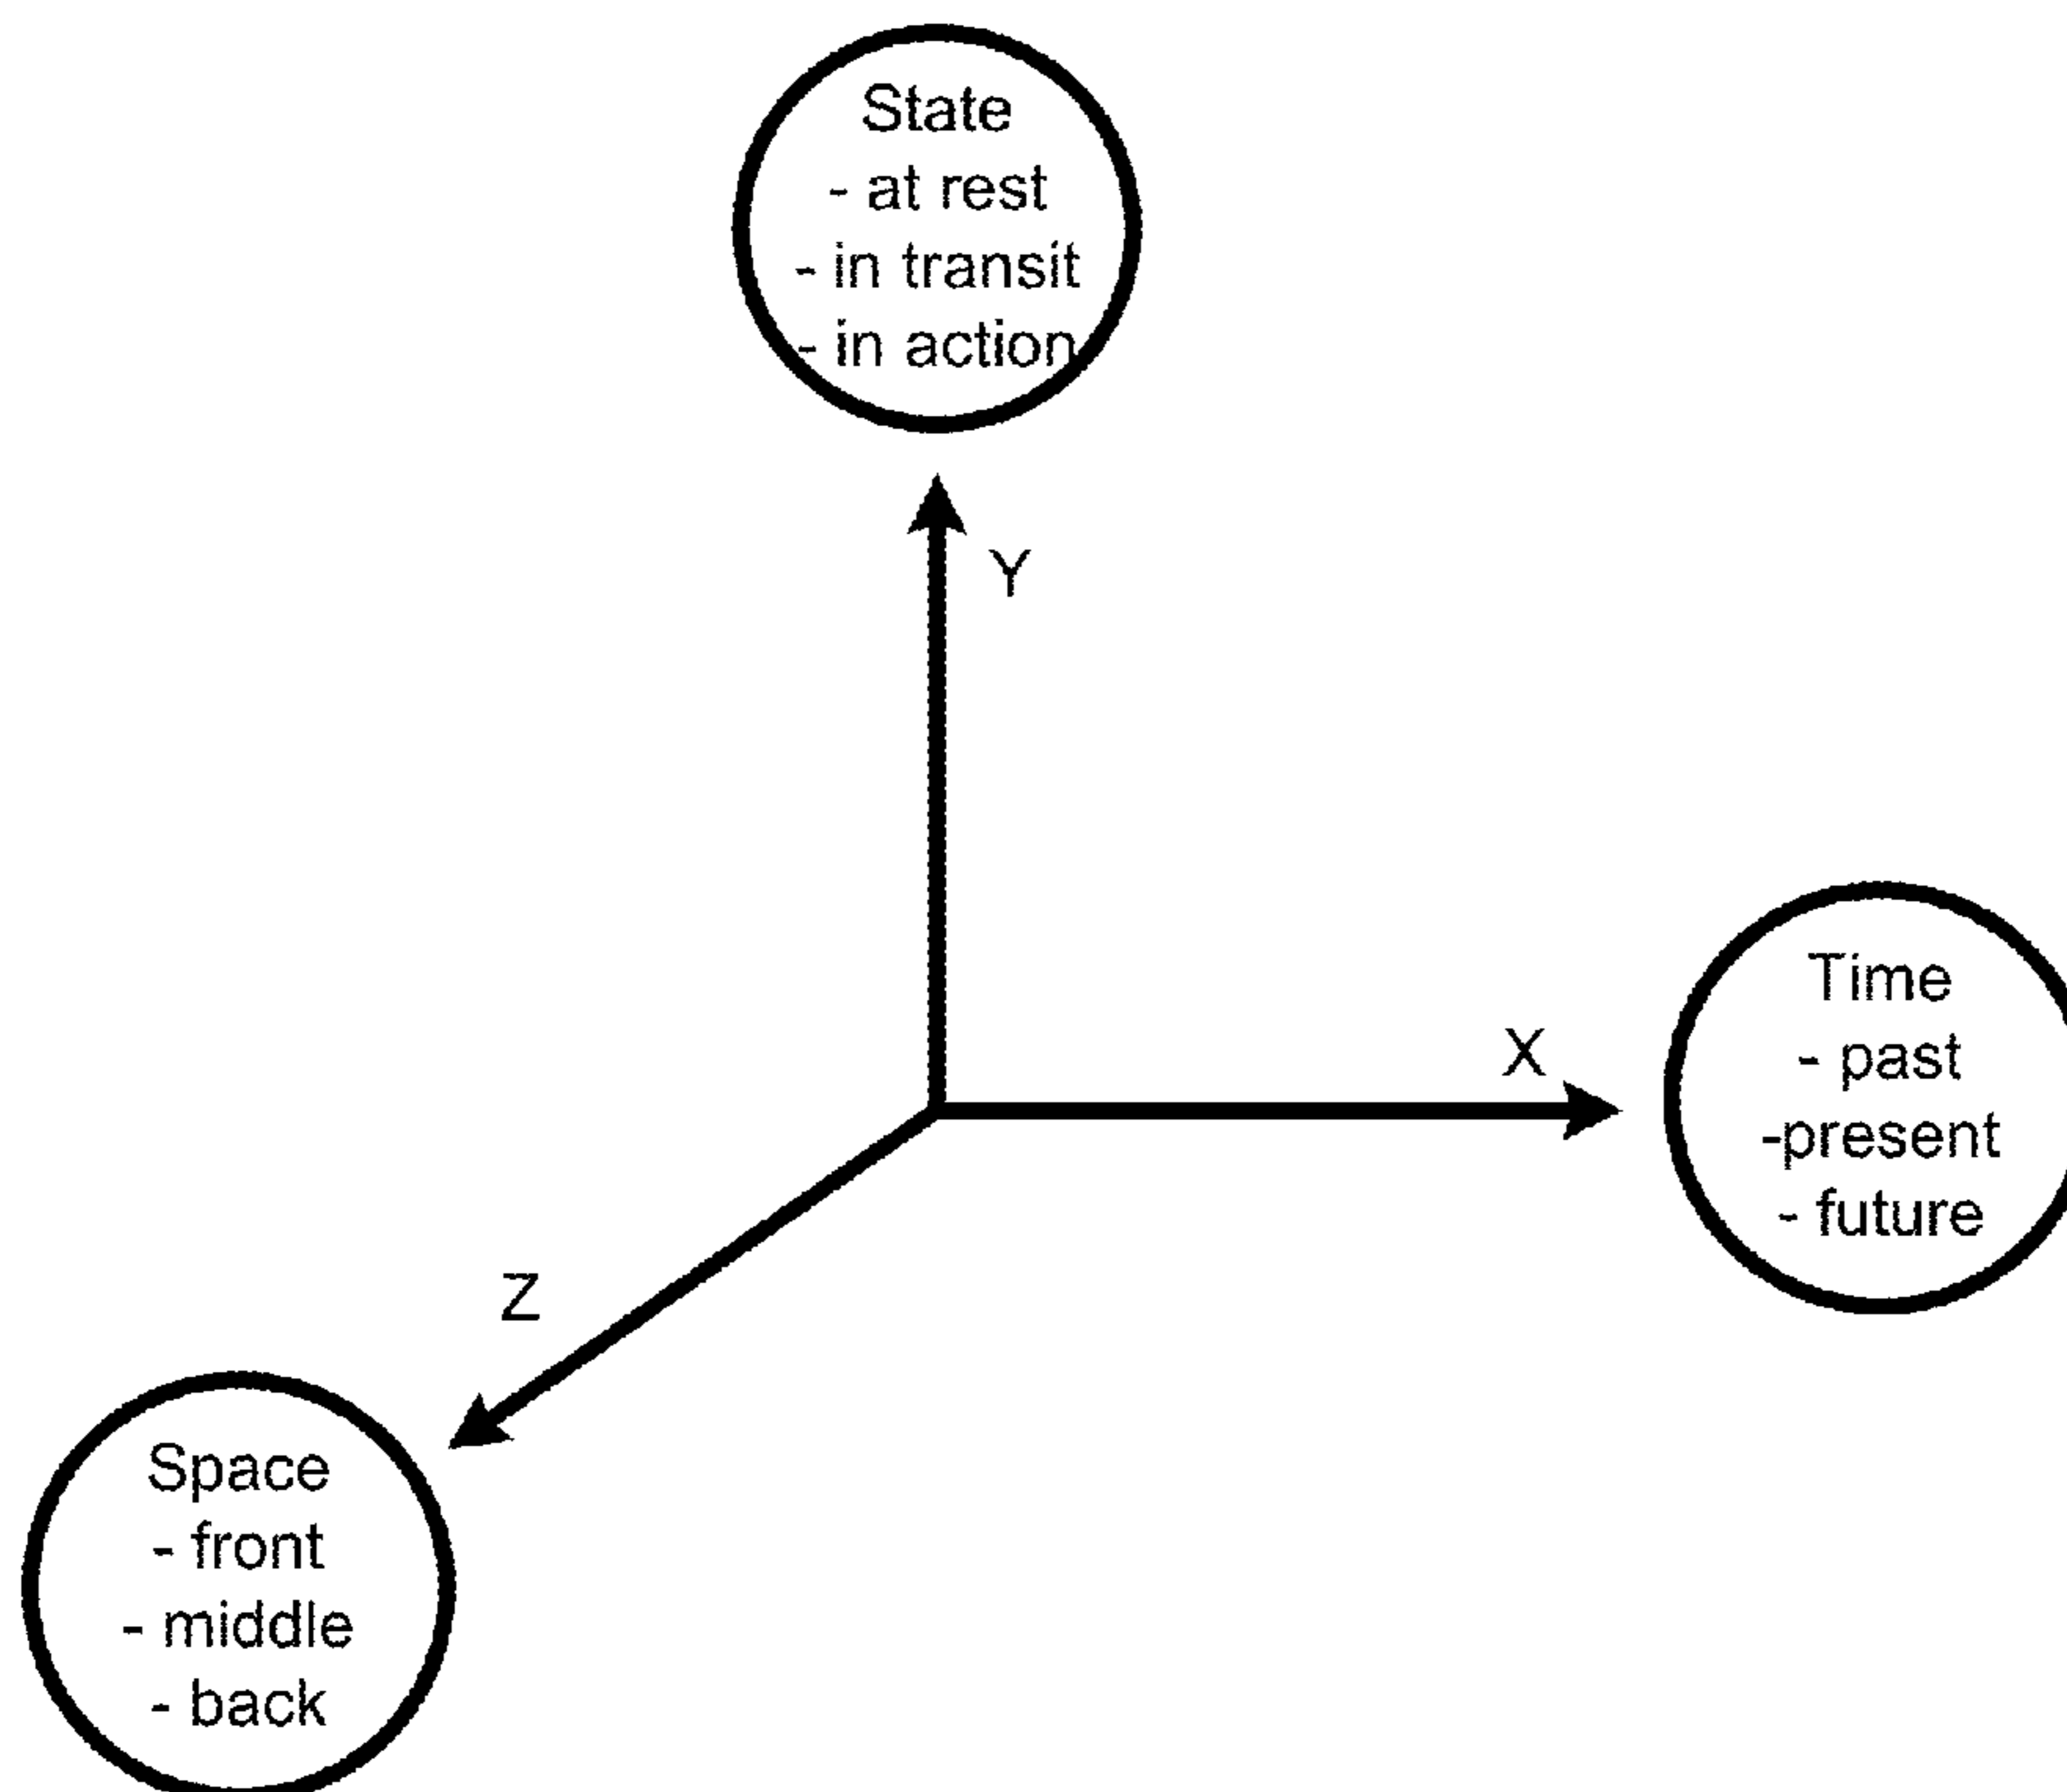 State
- at rest
- in transit
- in action
Y
X
Time
- past
-present
- future
Z
Space
- front
- middle
- back